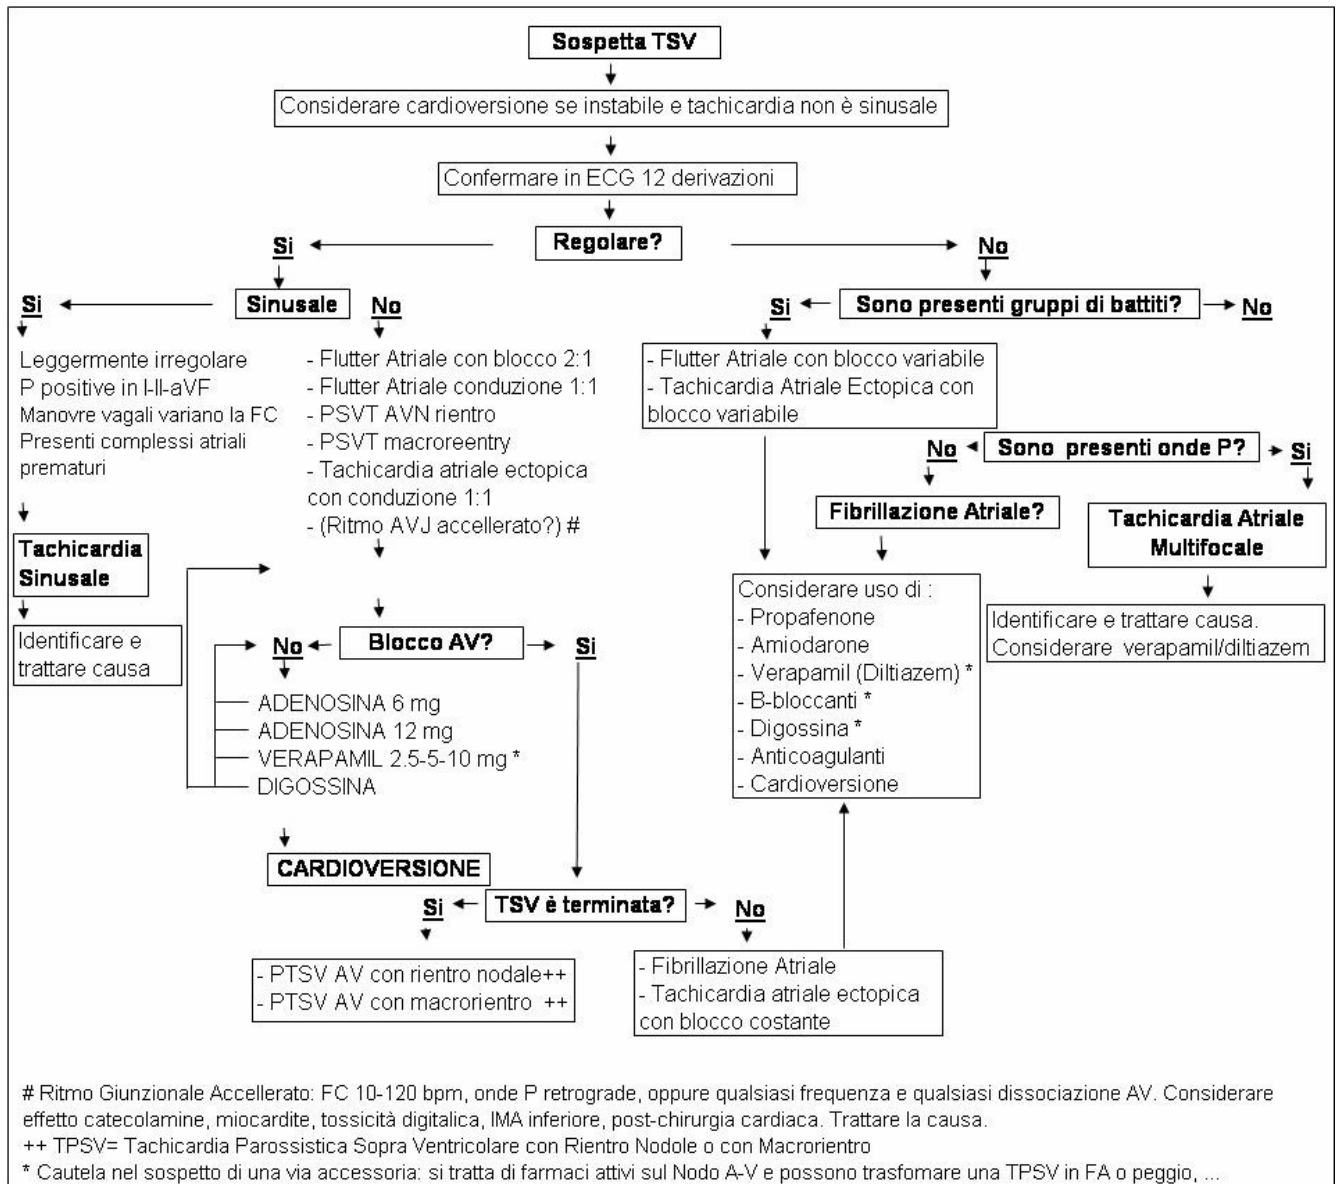 Sospetta TSV
Considerare cardioversione se instabile e tachicardia non è sinusale
Confermare in ECG 12 derivazioni
Regolare?
Si
No
Si
Sinusale
No
Si
Sono presenti gruppi di battiti?
No
Leggermente irregolare
P positive in I-II-aVF
Manovre vagali variano la FC
Presenti complessi atriali
prematuri
- Flutter Atriale con blocco 2:1
- Flutter Atriale conduzione 1:1
- PSVT AVN rientro
- PSVT macroreentry
- Tachicardia atriale ectopica
con conduzione 1:1
- (Ritmo AVJ accellerato?) #
- Flutter Atriale con blocco variabile
- Tachicardia Atriale Ectopica con
blocco variabile
No
Sono presenti onde P?
Si
Fibrillazione Atriale?
Tachicardia Atriale
Multifocale
Tachicardia
Sinusale
Identificare e
trattare causa
No
Blocco AV?
Si
ADENOSINA 6 mg
ADENOSINA 12 mg
VERAPAMIL 2.5-5-10 mg *
DIGOSSINA
Considerare uso di :
- Propafenone
- Amiodarone
- Verapamil (Diltiazem) *
- B-bloccanti *
- Digossina *
- Anticoagulanti
- Cardioversione
Identificare e trattare causa.
Considerare verapamil/diltiazem
CARDIOVERSIONE
Si
TSV è terminata?
No
- PTSV AV con rientro nodale++
- PTSV AV con macrorientro ++
- Fibrillazione Atriale
- Tachicardia atriale ectopica
con blocco costante
# Ritmo Giunzionale Accellerato: FC 10-120 bpm, onde P retrograde, oppure qualsiasi frequenza e qualsiasi dissociazione AV. Considerare
effetto catecolamine, miocardite, tossicità digitalica, IMA inferiore, post-chirurgia cardiaca. Trattare la causa.
++ TPSV= Tachicardia Parossistica Sopra Ventricolare con Rientro Nodole o con Macrorientro
* Cautela nel sospetto di una via accessoria: si tratta di farmaci attivi sul Nodo A-V e possono trasfomare una TPSV in FA o peggio, ...